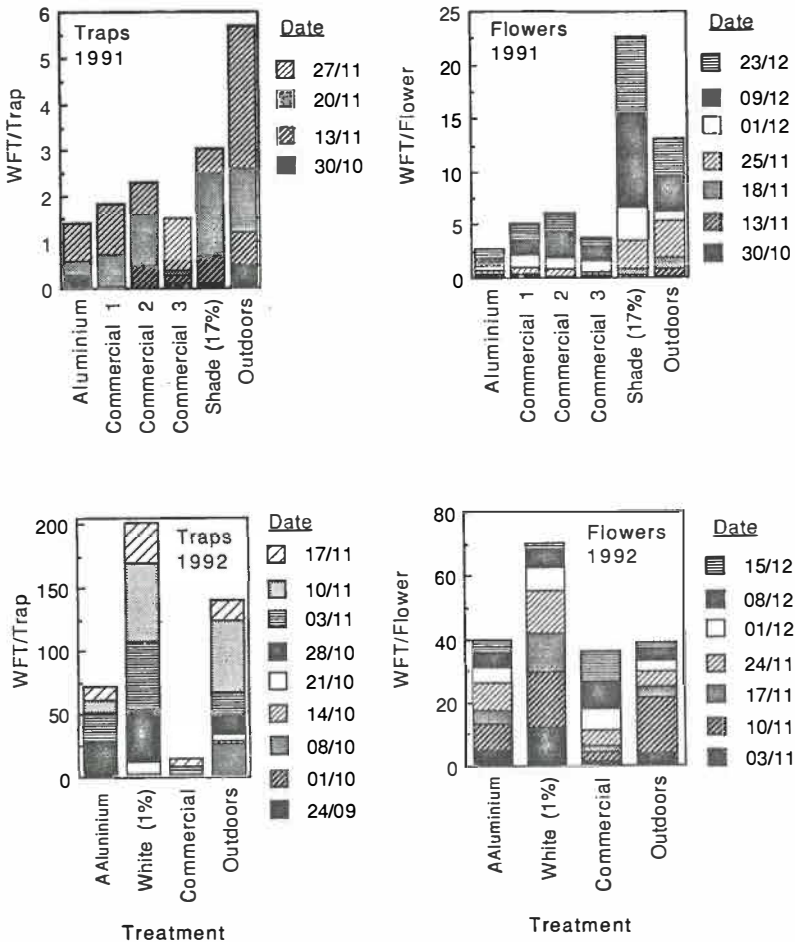 Traps
1991
WFT/Trap
6
5
4
3
2
1
0
Aluminium
Commercial 1
Commercial 2
Commercial 3
Shade (17%)
Outdoors
Date
27/11
20/11
13/11
30/10
Flowers
1991
WFT/Flower
25
20
15
10
5
0
Aluminium
Commercial 1
Commercial 2
Commercial 3
Shade (17%)
Outdoors
Date
23/12
09/12
01/12
25/11
18/11
13/11
30/10
Traps
1992
WFT/Trap
200
150
100
50
0
AAluninium
White (1%)
Commercial
Outdoors
Treatment
Date
17/11
10/11
03/11
28/10
21/10
14/10
08/10
01/10
24/09
Flowers
1992
WFT/Flower
80
60
40
20
0
AAluminium
White (1%)
Commercial
Outdoors
Treatment
Date
15/12
08/12
01/12
24/11
17/11
10/11
03/11